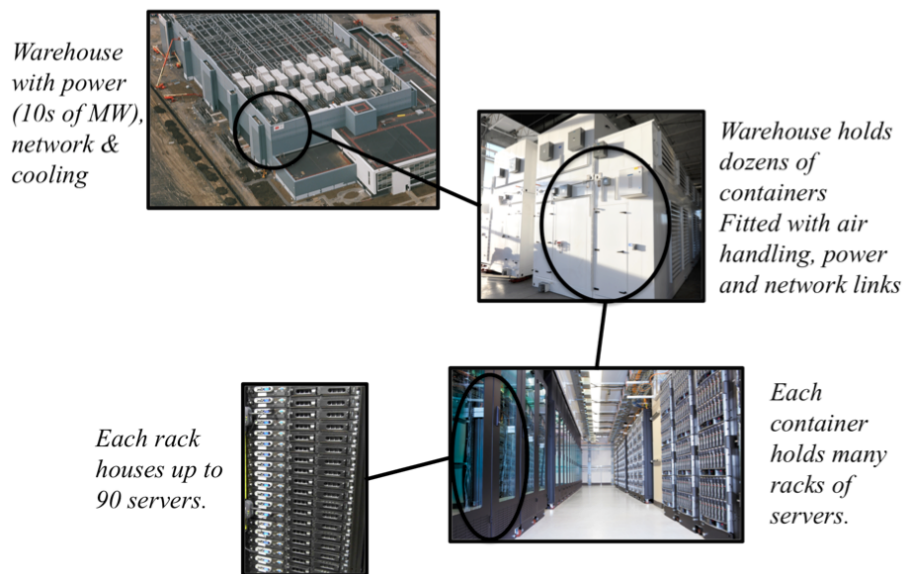 Warehouse
with power
(10s of MW),
network &
cooling
Warehouse holds
dozens of
containers
Fitted with air
handling, power
and network links
Each
container
holds many
racks of
servers.
Each rack
houses up to
90 servers.